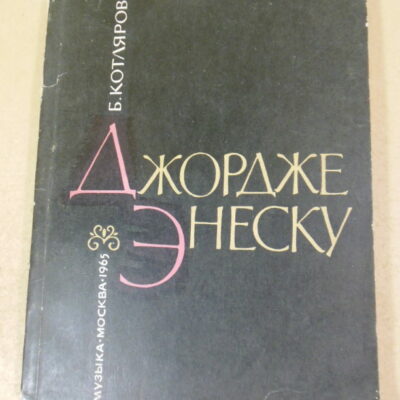 Б. КОТЛЯРОВ
ДЖОРДЖЕ
ЭНЕСКУ
МУЗЫКА · МОСКВА · 1965